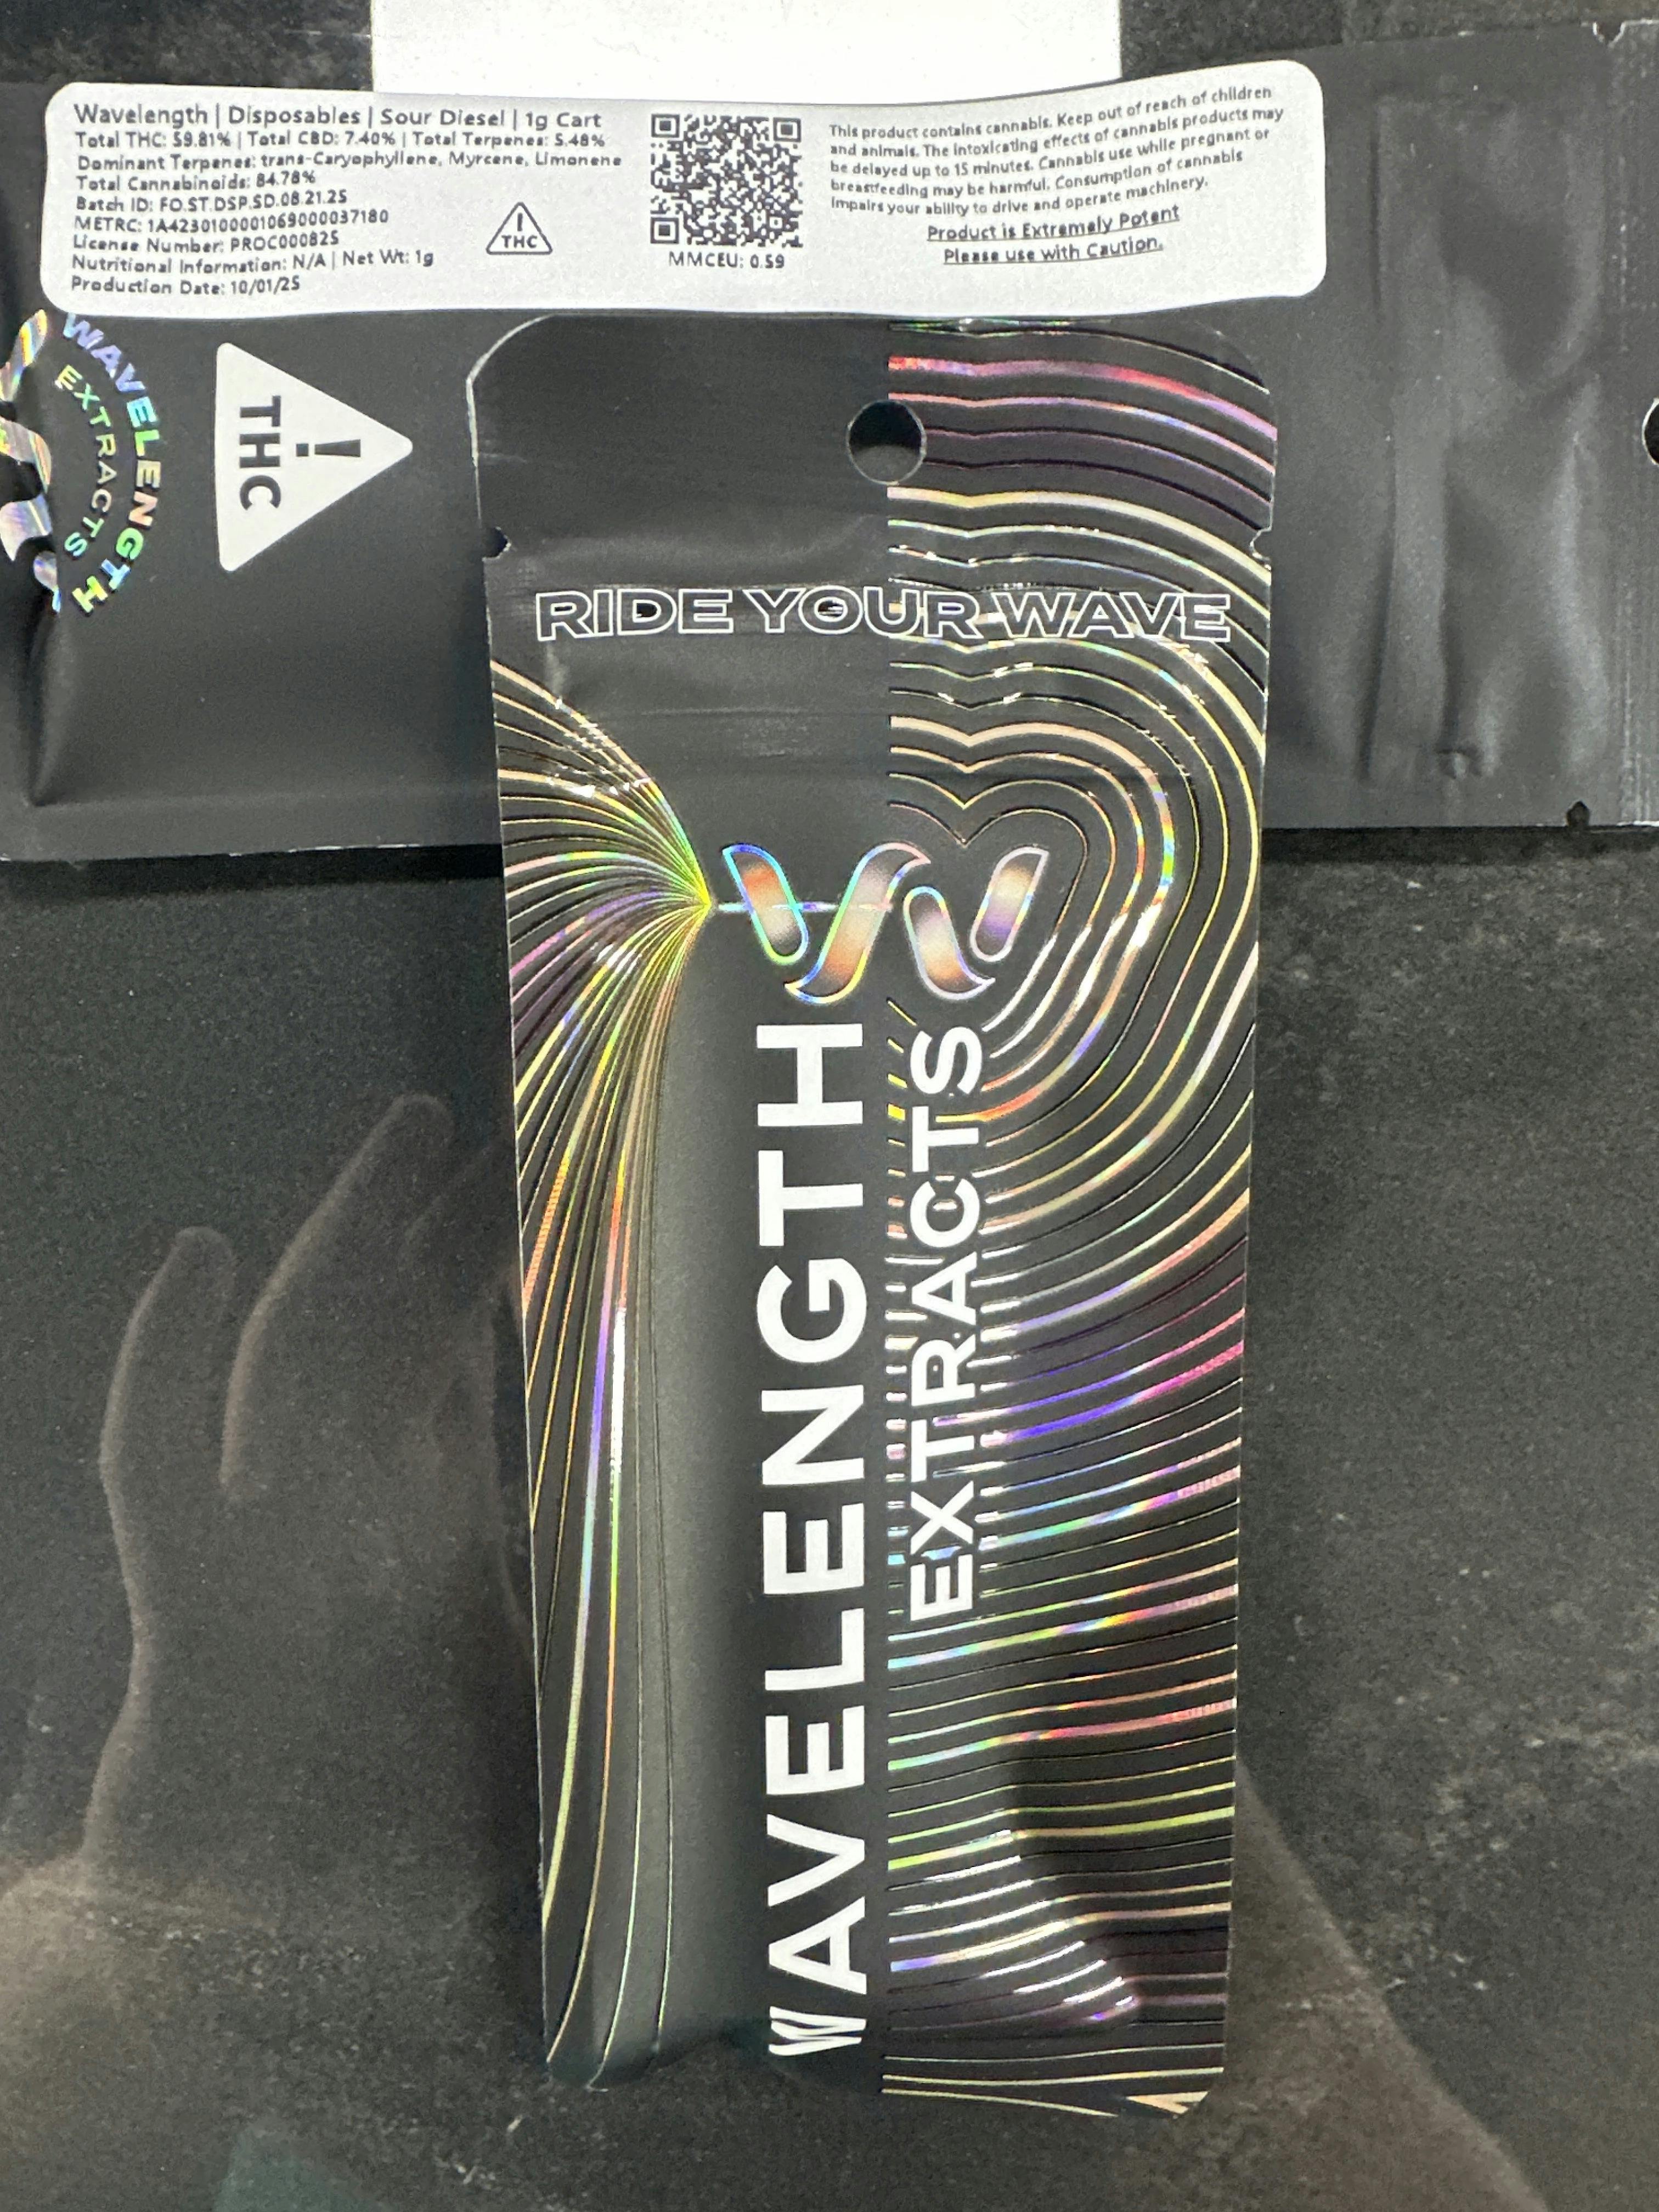 Wavelength | Disposables | Sour Diesel | 1g Cart
Total THC: 59.81% | Total CBD: 7.40% | Total Terpenes: 5.48%
Dominant Terpenes: trans-Caryophyllene, Myrcene, Limonene
Total Cannabinoids: 84.78%
Batch ID: FO.ST.DSP.SD.08.21.25
METRC: 1A4230100001069000037180
License Number: PROC000825
Nutritional Information: N/A | Net Wt: 1g
Production Date: 10/01/25
!
THC
MMCEU: 0.59
This product contains cannabis. Keep out of reach of children
and animals. The intoxicating effects of cannabis products may
be delayed up to 15 minutes. Cannabis use while pregnant or
breastfeeding may be harmful. Consumption of cannabis
impairs your ability to drive and operate machinery.
Product is Extremely Potent
Please use with Caution.
WAVELENGTH
EXTRACTS
!
THC
RIDE YOUR WAVE
WAVELENGTH
EXTRACTS